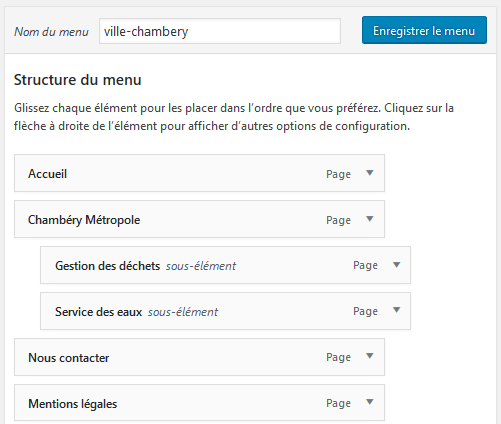 Nom du menu ville-chambery Enregistrer le menu
Structure du menu
Glissez chaque élément pour les placer dans l'ordre que vous préférez. Cliquez sur la
flèche à droite de l'élément pour afficher d'autres options de configuration.
Accueil Page
Chambéry Métropole Page
Gestion des déchets sous-élément Page
Service des eaux sous-élément Page
Nous contacter Page
Mentions légales Page